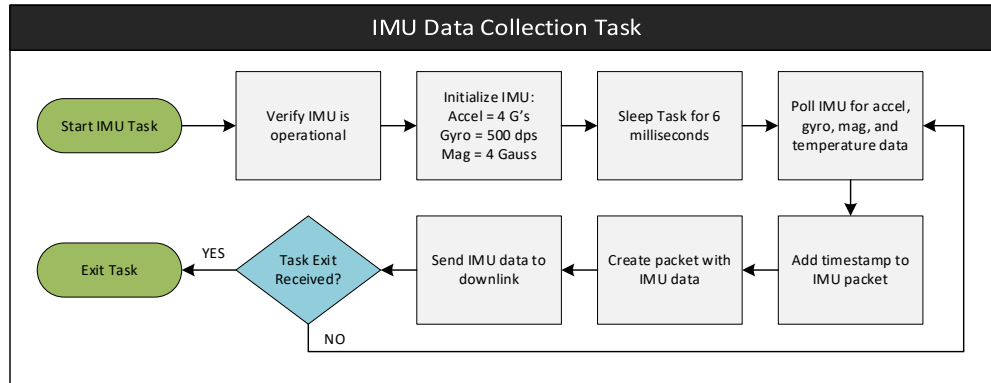 IMU Data Collection Task
Start IMU Task
Verify IMU is
operational
Initialize IMU:
Accel = 4 G's
Gyro = 500 dps
Mag = 4 Gauss
Sleep Task for 6
milliseconds
Poll IMU for accel,
gyro, mag, and
temperature data
Add timestamp to
IMU packet
Create packet with
IMU data
Send IMU data to
downlink
Task Exit
Received?
YES
Exit Task
NO